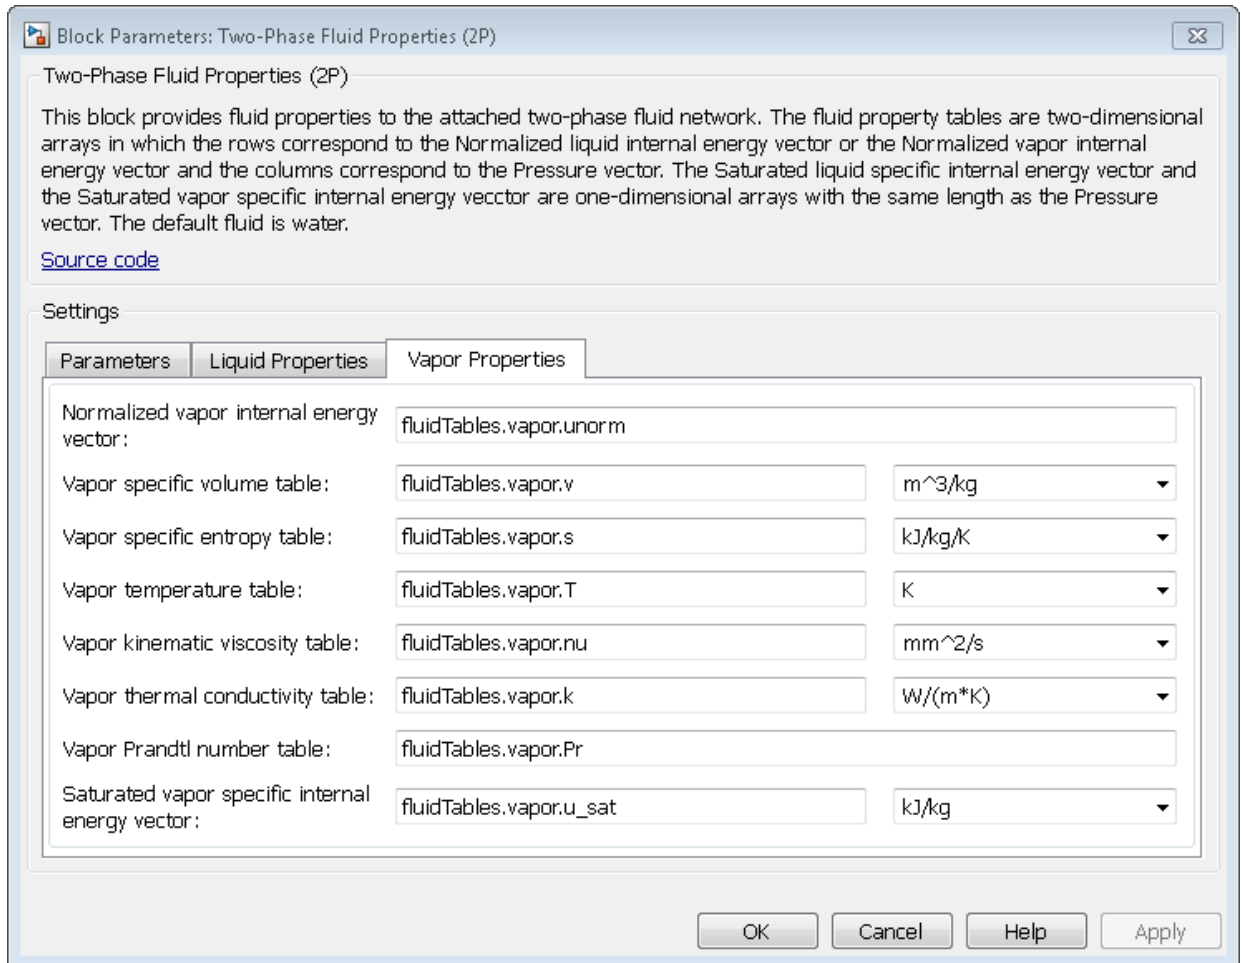 Block Parameters: Two-Phase Fluid Properties (2P)
Two-Phase Fluid Properties (2P)
This block provides fluid properties to the attached two-phase fluid network. The fluid property tables are two-dimensional
arrays in which the rows correspond to the Normalized liquid internal energy vector or the Normalized vapor internal
energy vector and the columns correspond to the Pressure vector. The Saturated liquid specific internal energy vector and
the Saturated vapor specific internal energy vecctor are one-dimensional arrays with the same length as the Pressure
vector. The default fluid is water.
Source code
Settings
Parameters Liquid Properties Vapor Properties
Normalized vapor internal energy
vector: fluidTables.vapor.unorm
Vapor specific volume table: fluidTables.vapor.v m^3/kg
Vapor specific entropy table: fluidTables.vapor.s kJ/kg/K
Vapor temperature table: fluidTables.vapor.T K
Vapor kinematic viscosity table: fluidTables.vapor.nu mm^2/s
Vapor thermal conductivity table: fluidTables.vapor.k W/(m*K)
Vapor Prandtl number table: fluidTables.vapor.Pr
Saturated vapor specific internal
energy vector: fluidTables.vapor.u_sat kJ/kg
OK Cancel Help Apply